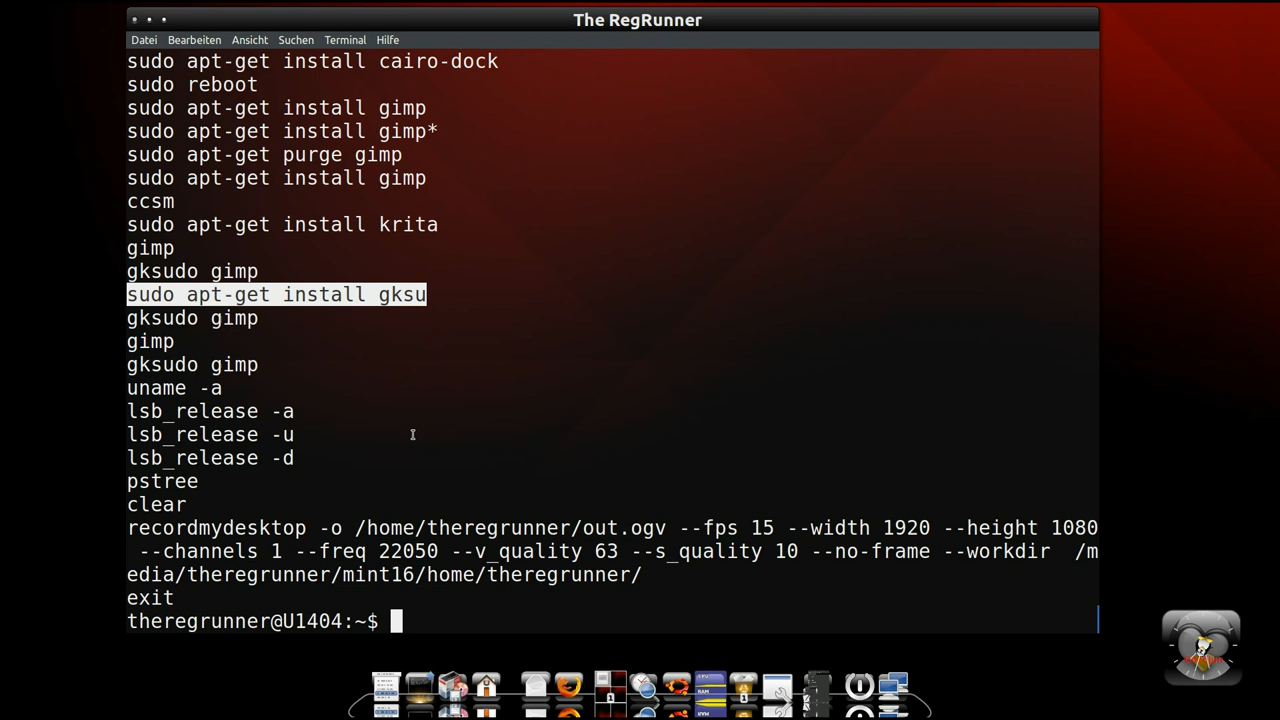 The RegRunner
Datei Bearbeiten Ansicht Suchen Terminal Hilfe
sudo apt-get install cairo-dock
sudo reboot
sudo apt-get install gimp
sudo apt-get install gimp*
sudo apt-get purge gimp
sudo apt-get install gimp
ccsm
sudo apt-get install krita
gimp
gksudo gimp
sudo apt-get install gksu
gksudo gimp
gimp
gksudo gimp
uname -a
lsb_release -a
lsb_release -u
lsb_release -d
pstree
clear
recordmydesktop -o /home/theregrunner/out.ogv --fps 15 --width 1920 --height 1080
 --channels 1 --freq 22050 --v_quality 63 --s_quality 10 --no-frame --workdir  /m
edia/theregrunner/mint16/home/theregrunner/
exit
theregrunner@U1404:~$
RAM
1
1